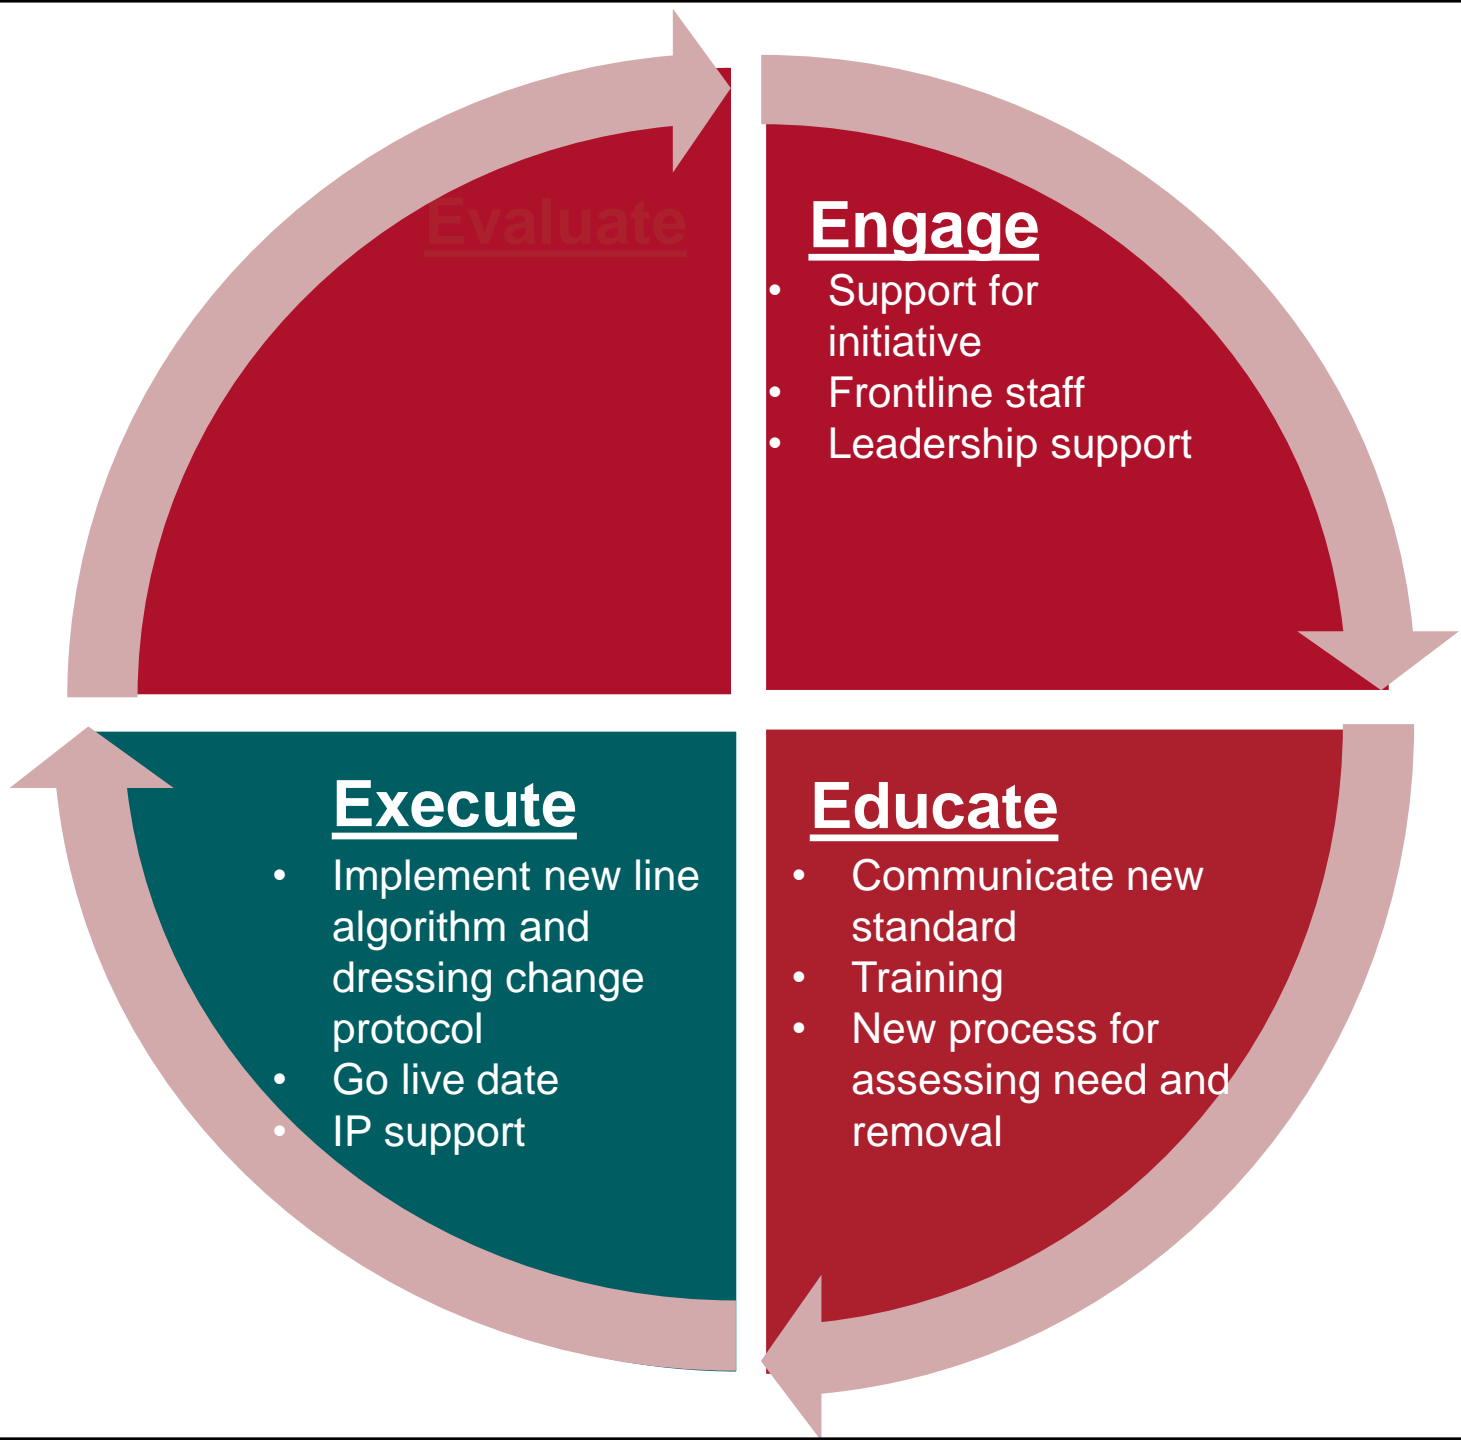 Evaluate
Engage
• Support for
initiative
• Frontline staff
• Leadership support
Execute
• Implement new line
algorithm and
dressing change
protocol
• Go live date
• IP support
Educate
• Communicate new
standard
• Training
• New process for
assessing need and
removal